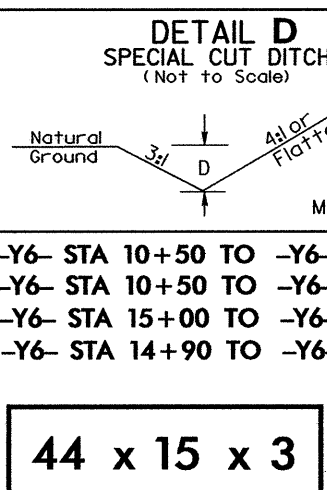 DETAIL D
SPECIAL CUT DITCH
(Not to Scale)
Natural
Ground
3:1
D
4:1 or
Flatte
M
-Y6- STA 10+50 TO -Y6-
-Y6- STA 10+50 TO -Y6-
-Y6- STA 15+00 TO -Y6-
-Y6- STA 14+90 TO -Y6-
44 x 15 x 3